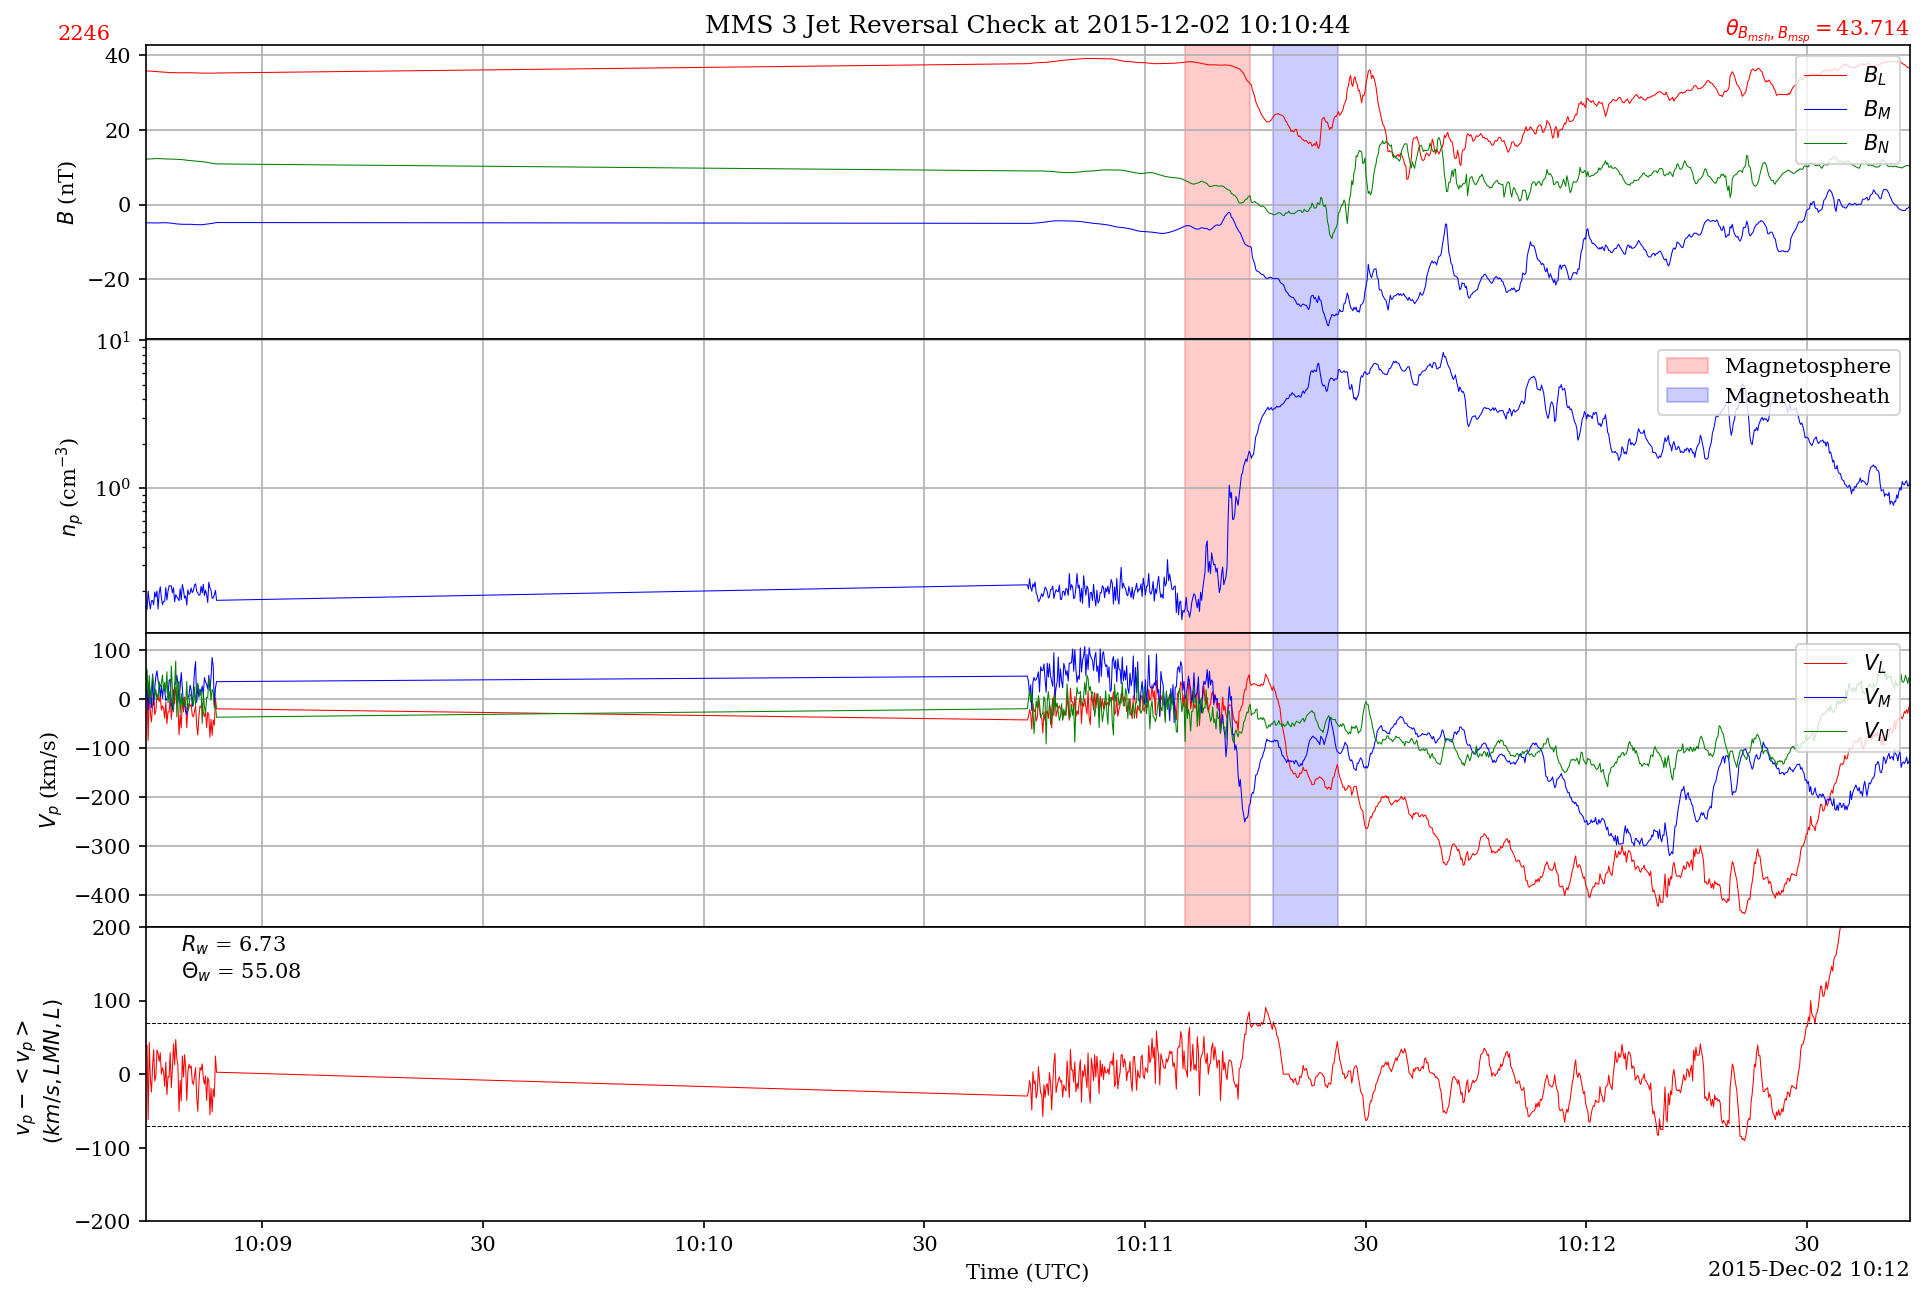 2246
MMS 3 Jet Reversal Check at 2015-12-02 10:10:44
θ_{B_{msh}, B_{msp}} = 43.714
40
20
0
−20
B (nT)
B_L
B_M
B_N
10^1
10^0
n_p (cm^{−3})
Magnetosphere
Magnetosheath
100
0
−100
−200
−300
−400
V_p (km/s)
V_L
V_M
V_N
200
100
0
−100
−200
v_p − < v_p >
(km/s, LMN, L)
R_w = 6.73
Θ_w = 55.08
10:09 30 10:10 30 10:11 30 10:12 30
Time (UTC)
2015-Dec-02 10:12